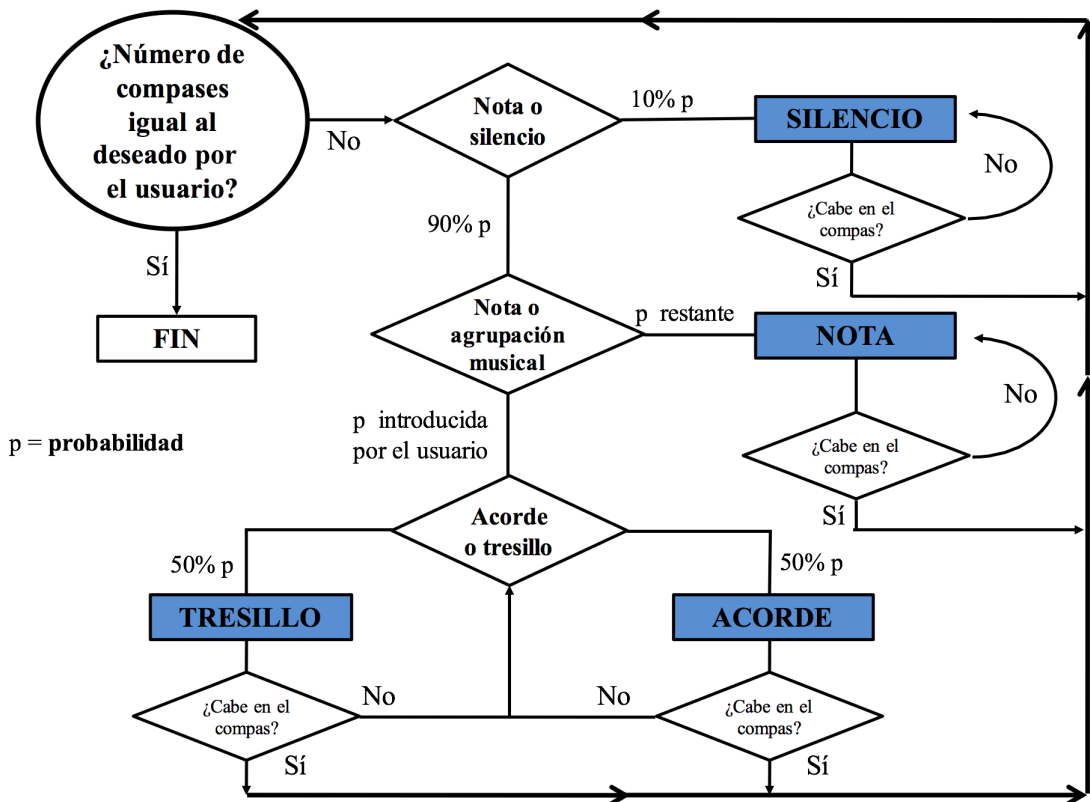 ¿Número de
compases
igual al
deseado por
el usuario?
No
Nota o
silencio
10% p
SILENCIO
No
¿Cabe en el
compas?
Sí
90% p
Sí
FIN
Nota o
agrupación
musical
p restante
NOTA
No
¿Cabe en el
compas?
Sí
p introducida
por el usuario
p = probabilidad
Acorde
o tresillo
50% p
50% p
TRESILLO
ACORDE
¿Cabe en el
compas?
No
No
¿Cabe en el
compas?
Sí
Sí